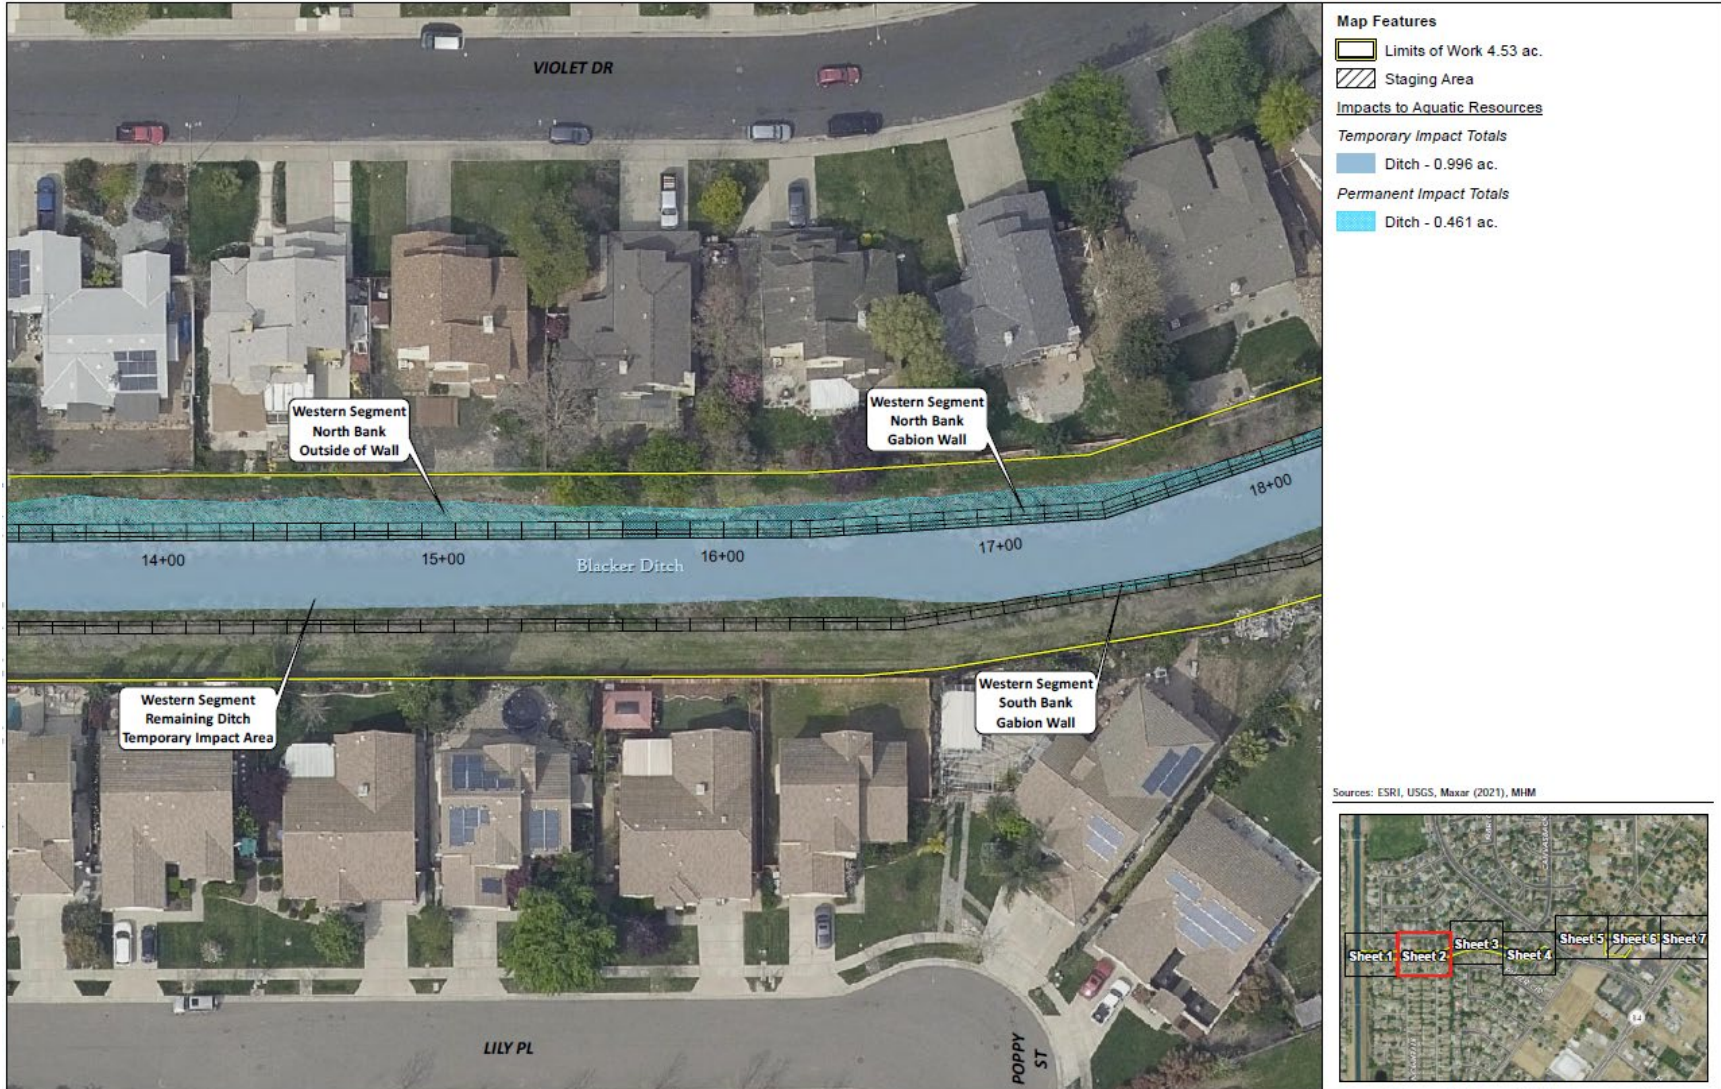 VIOLET DR
Western Segment
North Bank
Outside of Wall
Western Segment
North Bank
Gabion Wall
14+00
15+00
16+00
17+00
18+00
Blacker Ditch
Western Segment
Remaining Ditch
Temporary Impact Area
Western Segment
South Bank
Gabion Wall
LILY PL
POPPY
ST
Map Features
Limits of Work 4.53 ac.
Staging Area
Impacts to Aquatic Resources
Temporary Impact Totals
Ditch - 0.996 ac.
Permanent Impact Totals
Ditch - 0.461 ac.
Sources: ESRI, USGS, Maxar (2021), MHM
Sheet 1
Sheet 2
Sheet 3
Sheet 4
Sheet 5
Sheet 6
Sheet 7